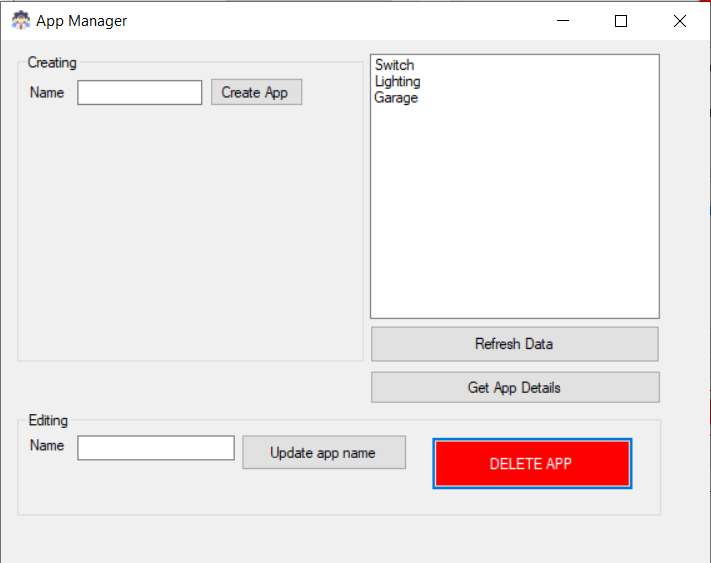 App Manager
Creating
Name
Create App
Switch
Lighting
Garage
Refresh Data
Get App Details
Editing
Name
Update app name
DELETE APP